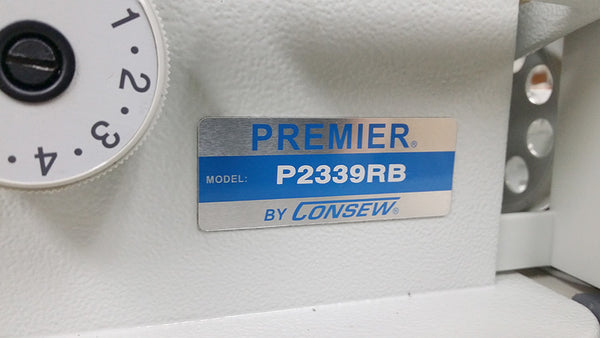 1 • 2 • 3 • 4 •
PREMIER®
MODEL: P2339RB
BY CONSEW®